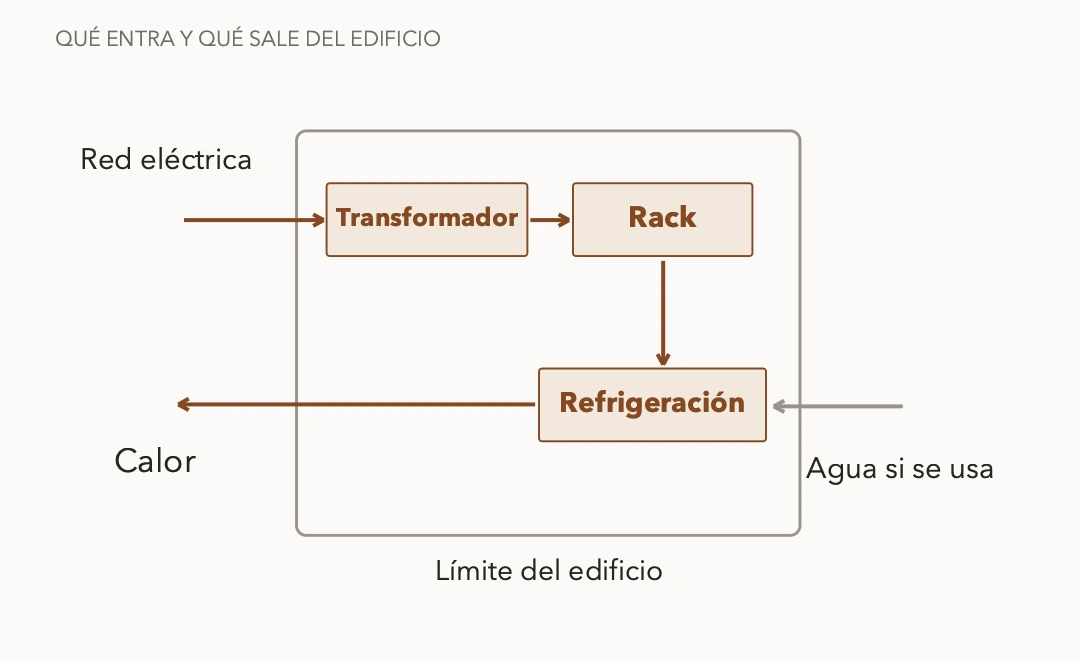 QUÉ ENTRA Y QUÉ SALE DEL EDIFICIO
Red eléctrica
Transformador
Rack
Refrigeración
Calor
Agua si se usa
Límite del edificio